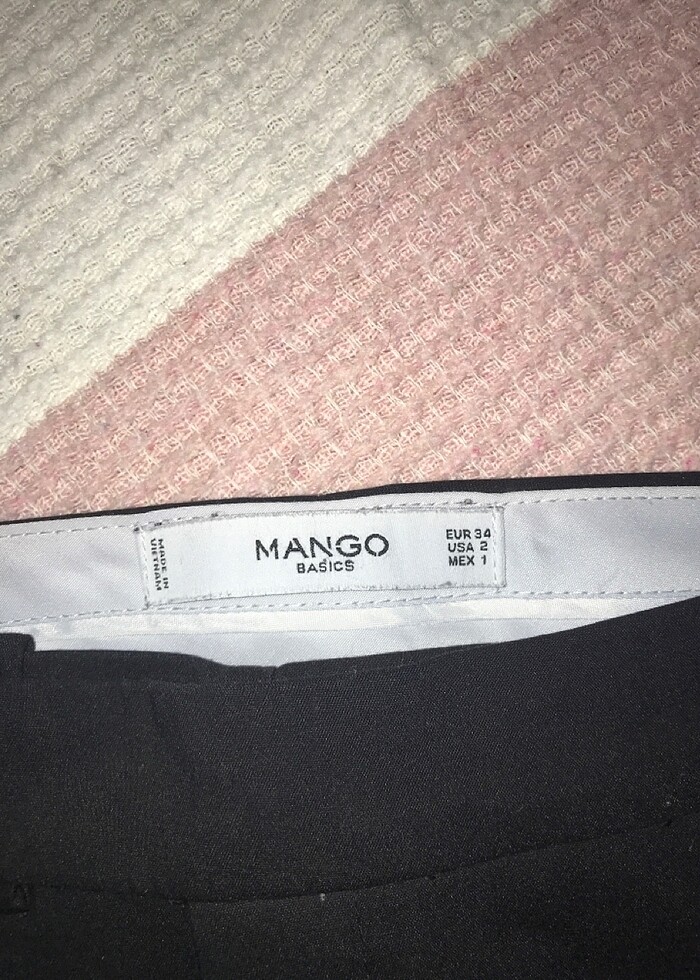 MADE IN
VIETNAM
MANGO
BASICS
EUR 34
USA 2
MEX 1